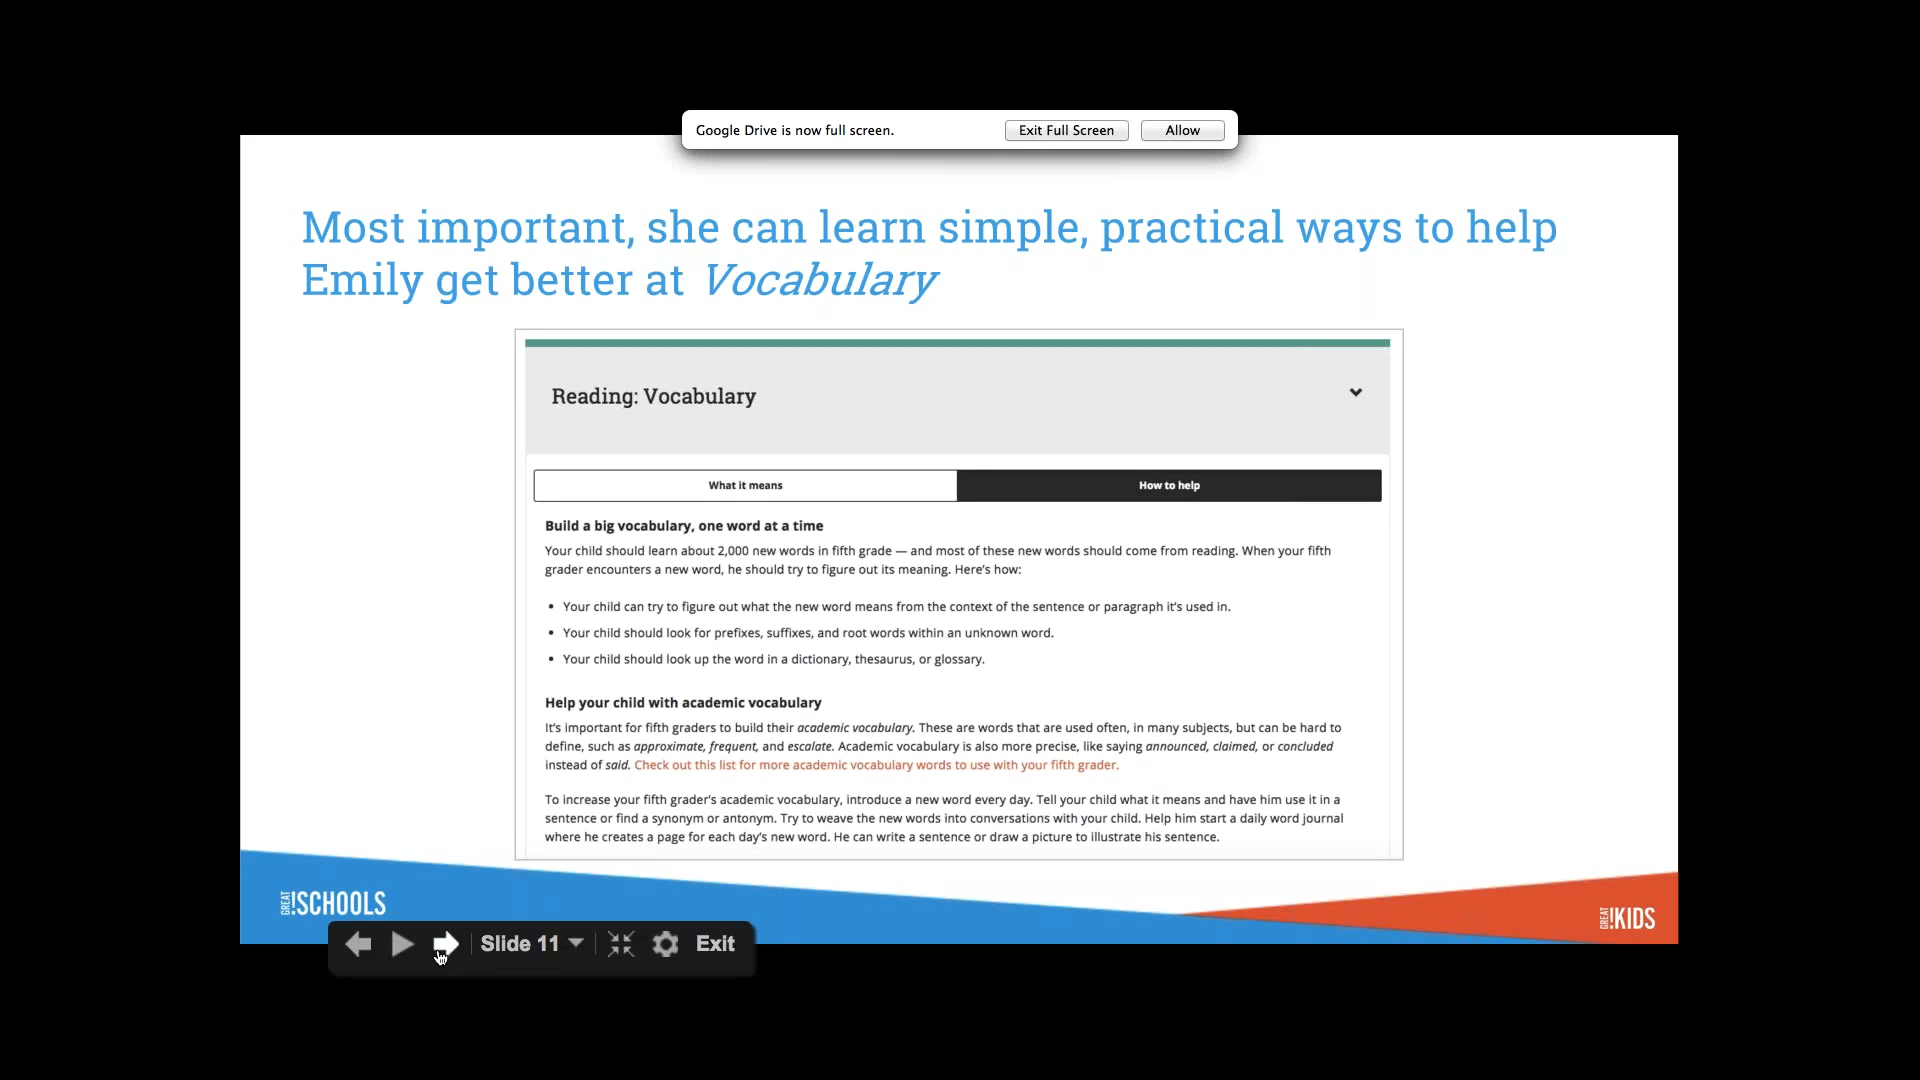 Google Drive is now full screen. Exit Full Screen Allow
Most important, she can learn simple, practical ways to help
Emily get better at Vocabulary
Reading: Vocabulary
What it means How to help
Build a big vocabulary, one word at a time
Your child should learn about 2,000 new words in fifth grade — and most of these new words should come from reading. When your fifth
grader encounters a new word, he should try to figure out its meaning. Here's how:
• Your child can try to figure out what the new word means from the context of the sentence or paragraph it's used in.
• Your child should look for prefixes, suffixes, and root words within an unknown word.
• Your child should look up the word in a dictionary, thesaurus, or glossary.
Help your child with academic vocabulary
It's important for fifth graders to build their academic vocabulary. These are words that are used often, in many subjects, but can be hard to
define, such as approximate, frequent, and escalate. Academic vocabulary is also more precise, like saying announced, claimed, or concluded
instead of said. Check out this list for more academic vocabulary words to use with your fifth grader.
To increase your fifth grader's academic vocabulary, introduce a new word every day. Tell your child what it means and have him use it in a
sentence or find a synonym or antonym. Try to weave the new words into conversations with your child. Help him start a daily word journal
where he creates a page for each day's new word. He can write a sentence or draw a picture to illustrate his sentence.
GREAT!SCHOOLS
GREAT!KIDS
Slide 11 Exit